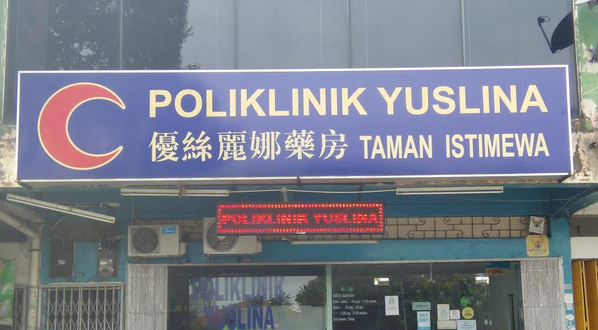 POLIKLINIK YUSLINA
優絲麗娜藥房 TAMAN ISTIMEWA
POLIKLINIK YUSLINA
POLIKLINIK
YUSLINA